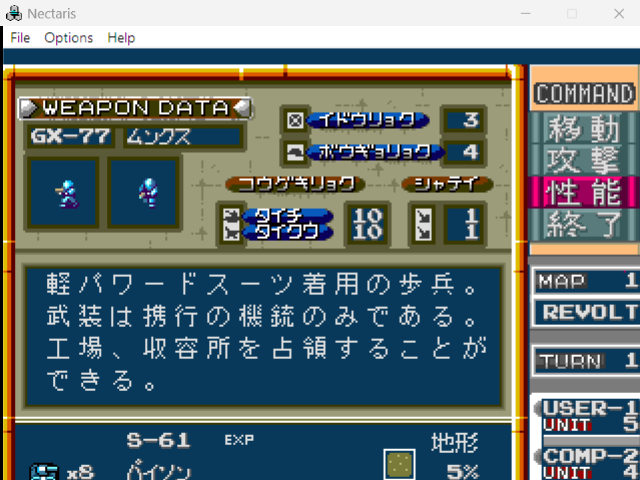 Nectaris
File Options Help
WEAPON DATA
GX-77 ムンクス
イドウリョク 3
ボウギョリョク 4
コウゲキリョク シャテイ
タイチ 10 1
タイクウ 10 1
軽パワードスーツ着用の歩兵。
武装は携行の機銃のみである。
工場、収容所を占領することが
できる。
S-61 EXP 地形
x8 バイソン 5%
COMMAND
移動
攻撃
性能
終了
MAP 1
REVOLT
TURN 1
USER-1
UNIT 5
COMP-2
UNIT 4